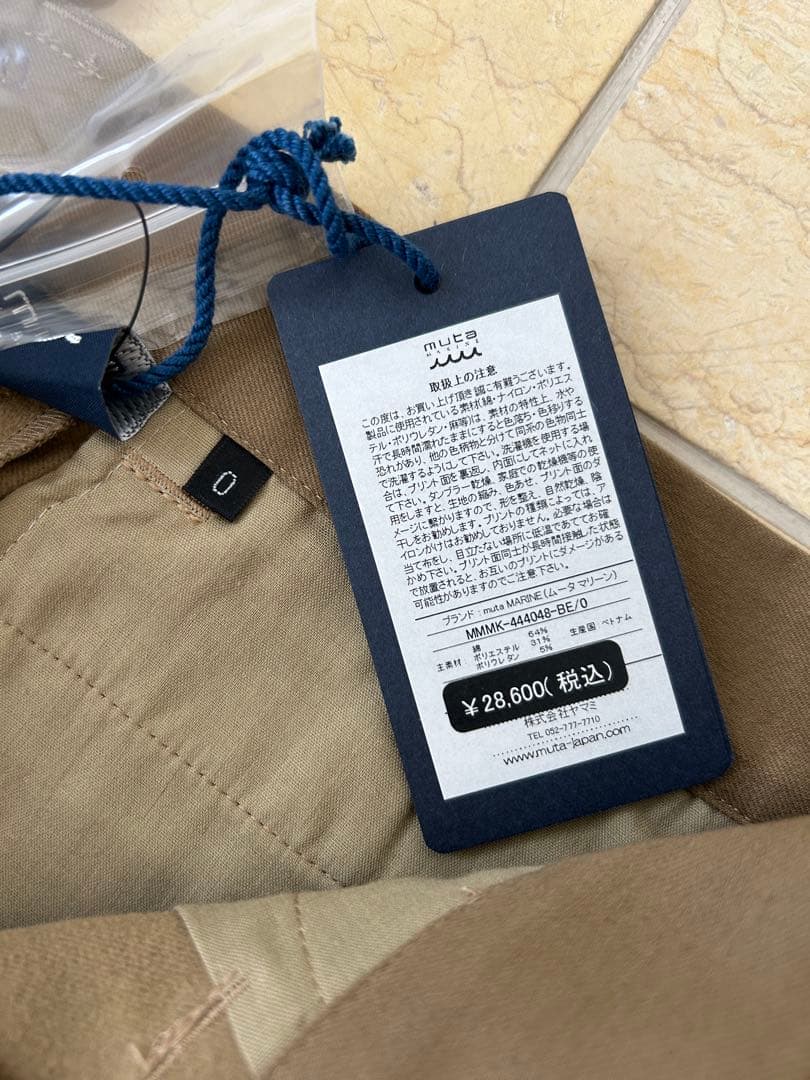 muta
MARINE
取扱上の注意
この度は、お買い上げ頂き誠に有難うございます。
製品に使用されている素材(綿・ナイロン・ポリエス
テル・ポリウレタン・麻等)は、素材の特性上、水や
汗で長時間濡れたままにすると色落ち・色移りする
恐れがあり、他の色柄物と分けて同系の色物同士
で洗濯するようにして下さい。洗濯機を使用する場
合は、プリント面を裏返し、内面にしてネットに入れ
て下さい。タンブラー乾燥、家庭での乾燥機等の使
用をしますと、生地の縮み、色あせ、プリント面のダ
メージに繋がりますので、形を整え、自然乾燥、陰
干しをお勧めします。プリントの種類によっては、ア
イロンがけはお勧めしておりません。必要な場合は
当て布をし、目立たない場所に低温であててお確
かめ下さい。プリント面同士が長時間接触した状態
で放置されると、お互いのプリントにダメージがある
可能性がありますのでご注意下さい。
ブランド : muta MARINE (ムータ マリーン)
MMMK-444048-BE/0
主素材 : 綿 64% 生産国 : ベトナム
ポリエステル 31%
ポリウレタン 5%
¥28,600(税込)
株式会社ヤマミ
TEL 052-777-7710
www.muta-japan.com
0